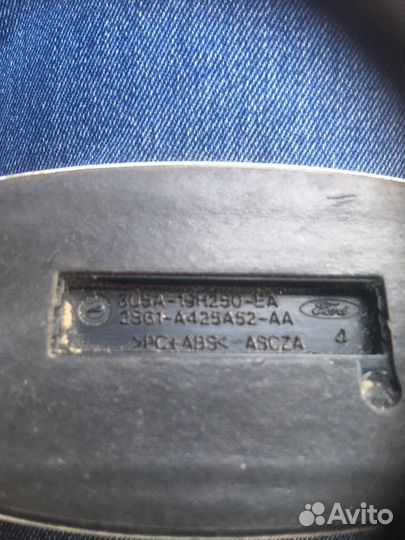 3U5A-19H250-EA
2S61-A425A52-AA
>PC+ABS< ASCZA 4
Ford
Avito